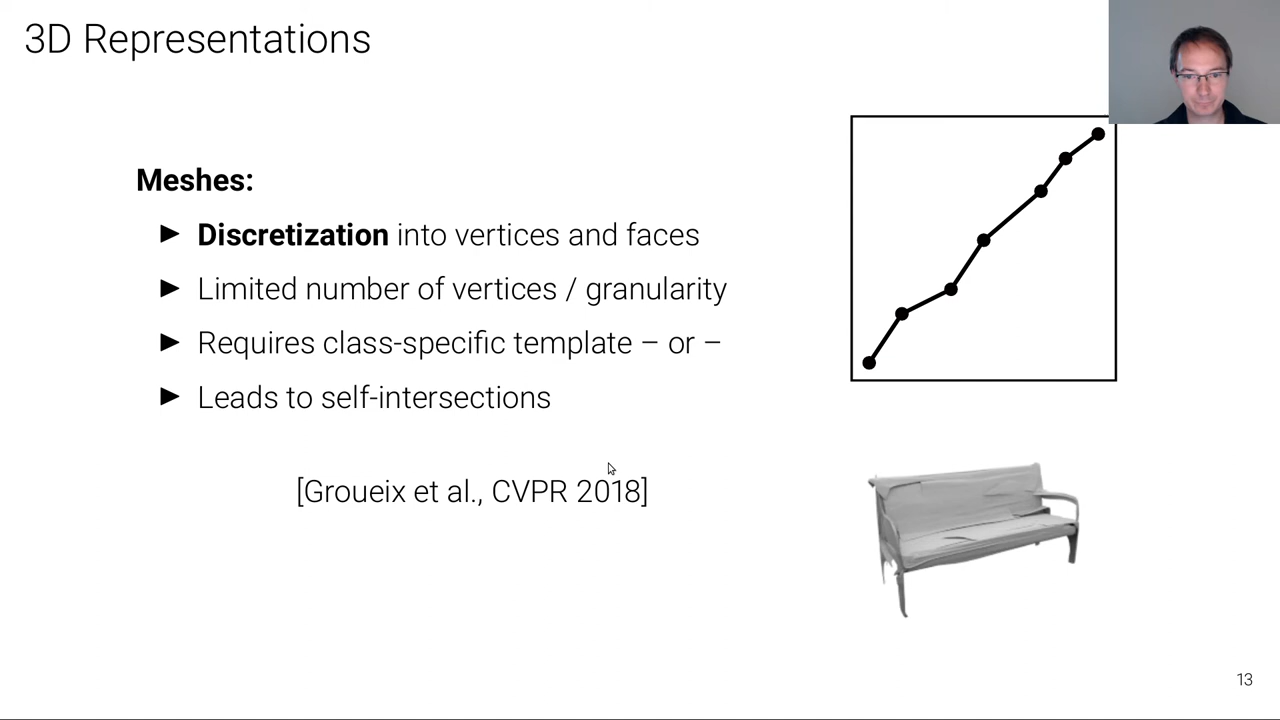 3D Representations
Meshes:
► Discretization into vertices and faces
► Limited number of vertices / granularity
► Requires class-specific template – or –
► Leads to self-intersections
[Groueix et al., CVPR 2018]
13